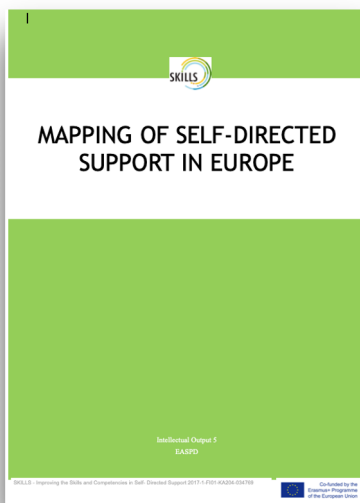 SKILLS
MAPPING OF SELF-DIRECTED
SUPPORT IN EUROPE
Intellectual Output 5
EASPD
SKILLS - Improving the Skills and Competencies in Self- Directed Support 2017-1-FI01-KA204-034768
Co-funded by the
Erasmus+ Programme
of the European Union